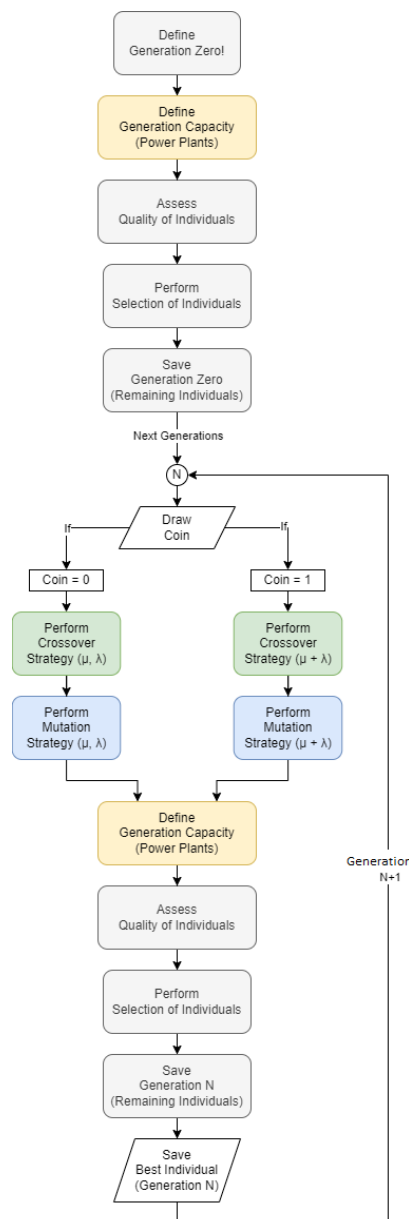 Define
Generation Zero!
Define
Generation Capacity
(Power Plants)
Assess
Quality of Individuals
Perform
Selection of Individuals
Save
Generation Zero
(Remaining Individuals)
Next Generations
N
Draw
Coin
If
If
Coin = 0
Coin = 1
Perform
Crossover
Strategy (μ, λ)
Perform
Crossover
Strategy (μ + λ)
Perform
Mutation
Strategy (μ, λ)
Perform
Mutation
Strategy (μ + λ)
Define
Generation Capacity
(Power Plants)
Generation
N+1
Assess
Quality of Individuals
Perform
Selection of Individuals
Save
Generation N
(Remaining Individuals)
Save
Best Individual
(Generation N)